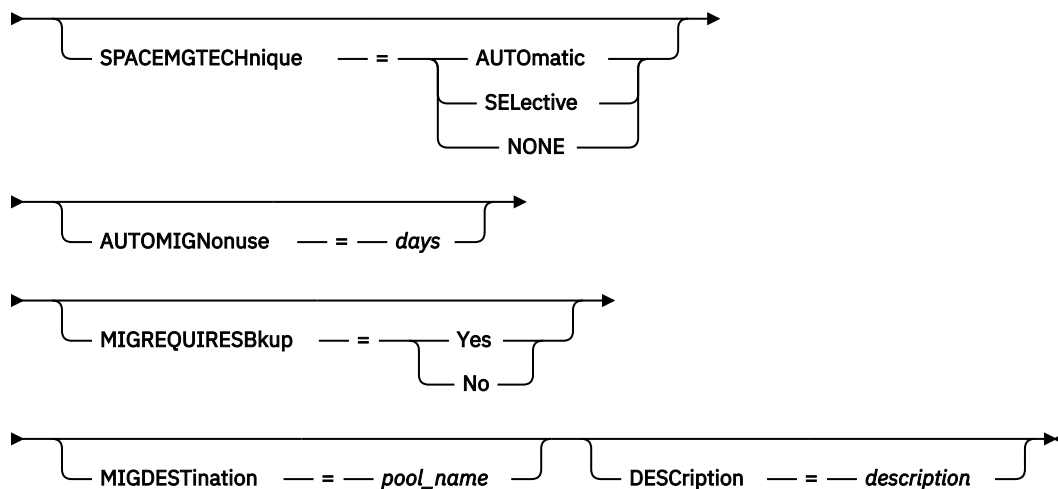 SPACEMGTECHnique = AUTOmatic
SELective
NONE
AUTOMIGNonuse = days
MIGREQUIRESBkup = Yes
No
MIGDESTination = pool_name DESCription = description